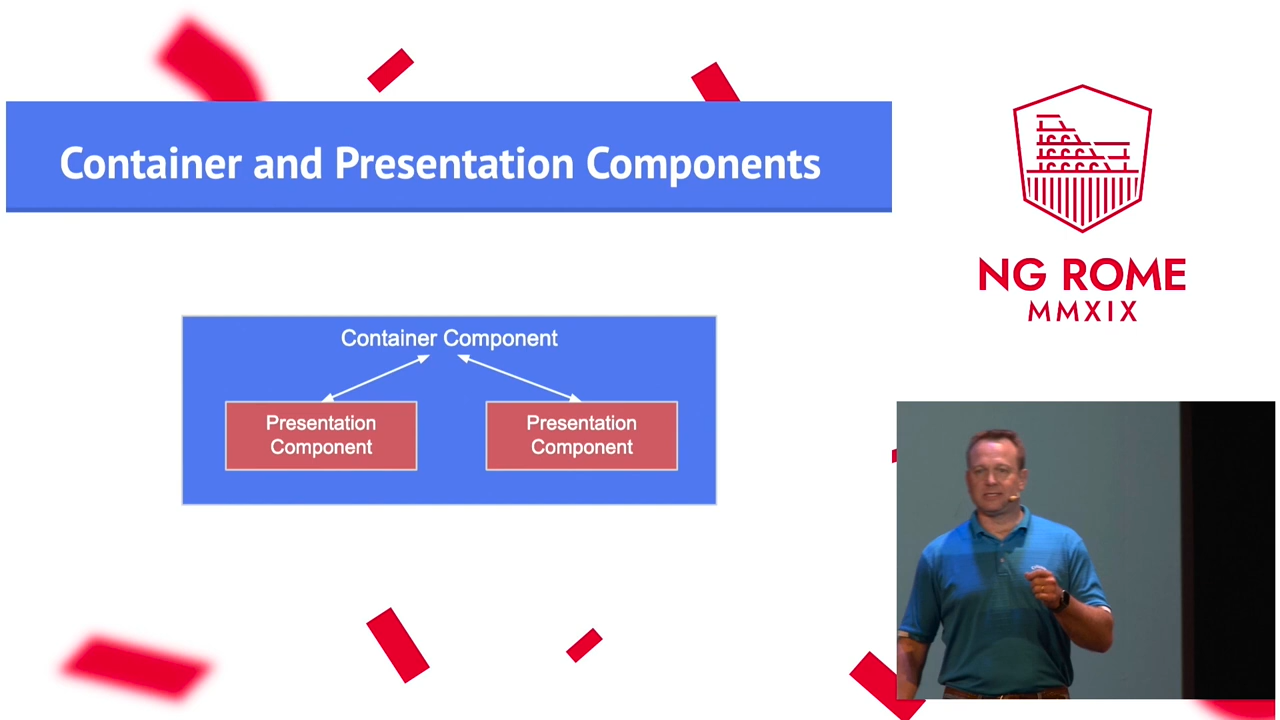 Container and Presentation Components
NG ROME
MMXIX
Container Component
Presentation
Component
Presentation
Component